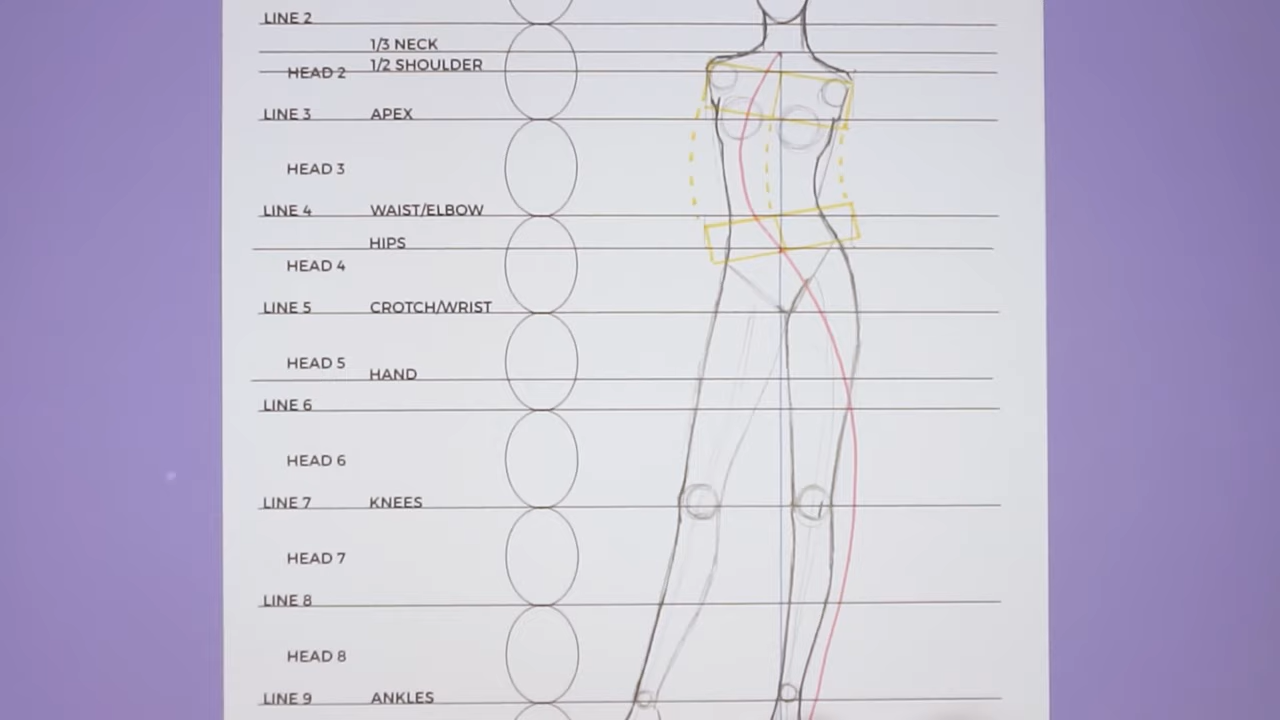 LINE 2
1/3 NECK
1/2 SHOULDER
HEAD 2
LINE 3 APEX
HEAD 3
LINE 4 WAIST/ELBOW
HIPS
HEAD 4
LINE 5 CROTCH/WRIST
HEAD 5
HAND
LINE 6
HEAD 6
LINE 7 KNEES
HEAD 7
LINE 8
HEAD 8
LINE 9 ANKLES